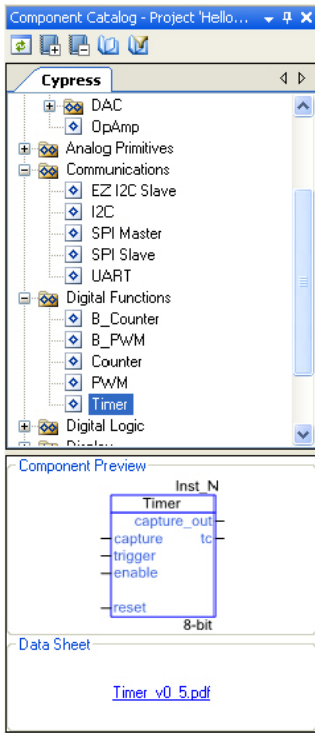 Component Catalog - Project 'Hello...
Cypress
DAC
OpAmp
Analog Primitives
Communications
EZ I2C Slave
I2C
SPI Master
SPI Slave
UART
Digital Functions
B_Counter
B_PWM
Counter
PWM
Timer
Digital Logic
Display
Component Preview
Inst_N
Timer
capture_out
capture tc
trigger
enable
reset
8-bit
Data Sheet
Timer_v0_5.pdf